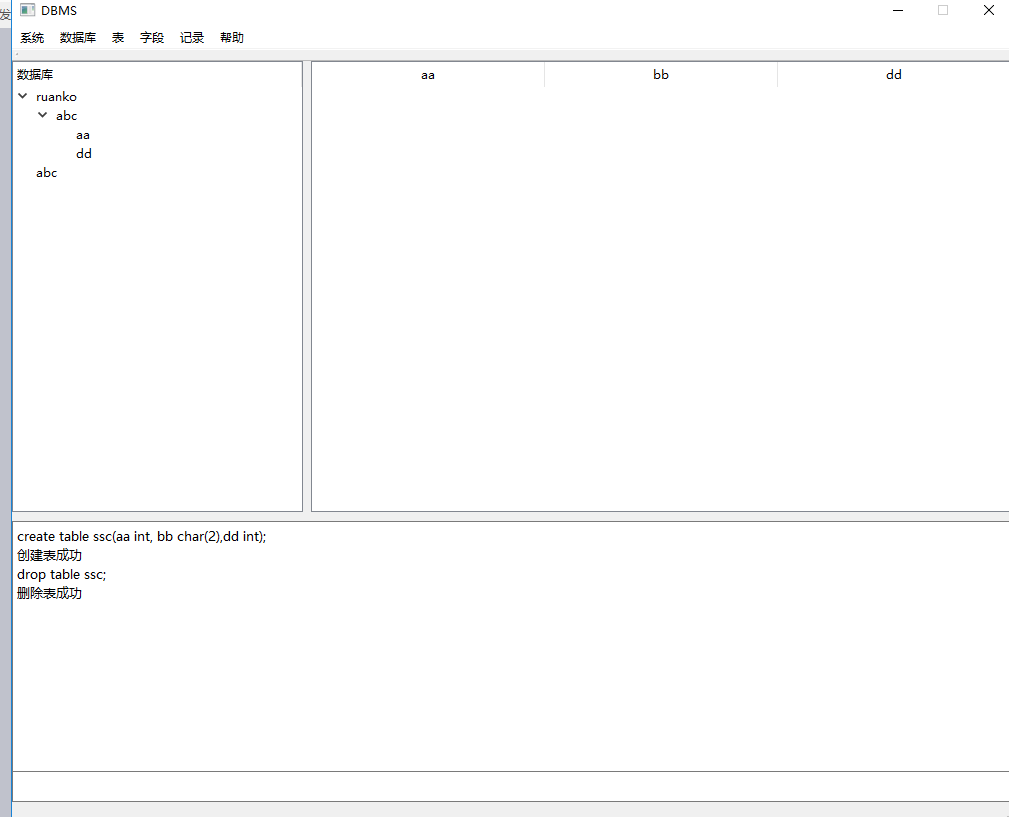 发
DBMS
系统 数据库 表 字段 记录 帮助
数据库
ruanko
abc
aa
dd
abc
aa bb dd
create table ssc(aa int, bb char(2),dd int);
创建表成功
drop table ssc;
删除表成功